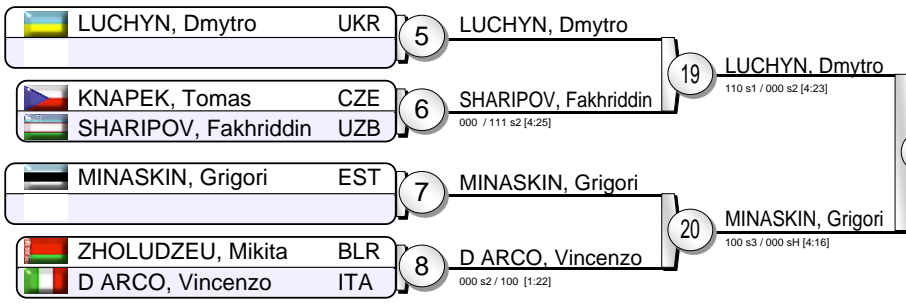 LUCHYN, Dmytro UKR
5
LUCHYN, Dmytro
19
LUCHYN, Dmytro
110 s1 / 000 s2 [4:23]
KNAPEK, Tomas CZE
SHARIPOV, Fakhriddin UZB
6
SHARIPOV, Fakhriddin
000 / 111 s2 [4:25]
MINASKIN, Grigori EST
7
MINASKIN, Grigori
20
MINASKIN, Grigori
100 s3 / 000 sH [4:16]
ZHOLUDZEU, Mikita BLR
D ARCO, Vincenzo ITA
8
D ARCO, Vincenzo
000 s2 / 100 [1:22]